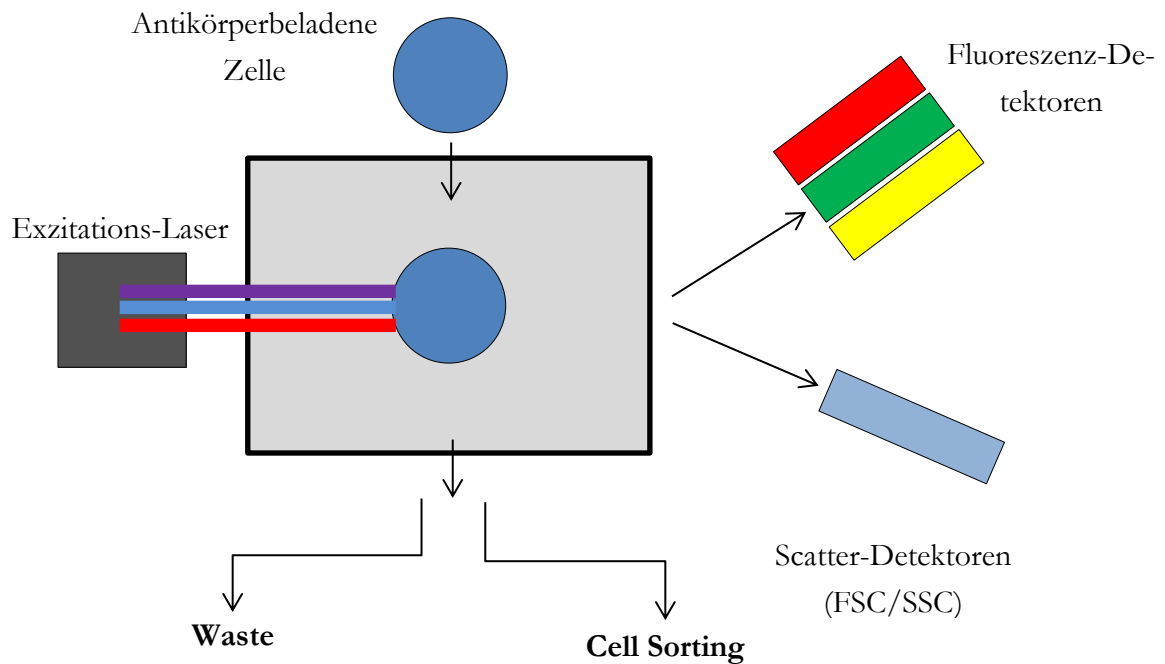 Antikörperbeladene
Zelle
Fluoreszenz-De-
tektoren
Exzitations-Laser
Scatter-Detektoren
(FSC/SSC)
Waste
Cell Sorting